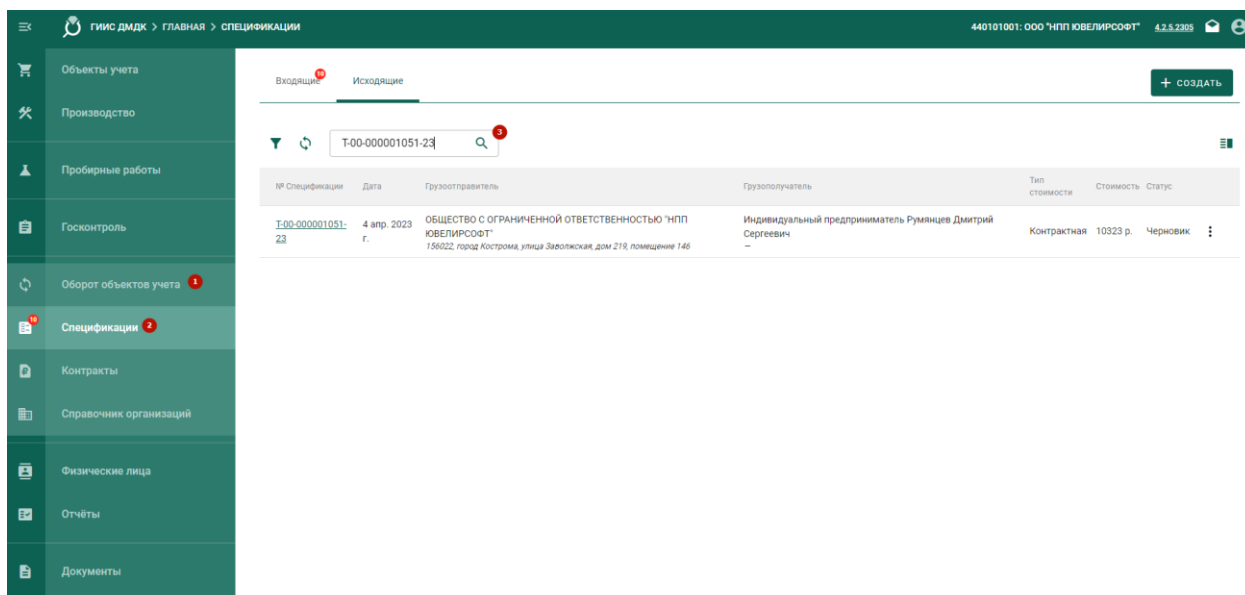 ГИИС ДМДК > ГЛАВНАЯ > СПЕЦИФИКАЦИИ
440101001: ООО "НПП ЮВЕЛИРСОФТ"
4.2.5.2305
Объекты учета
Производство
Пробирные работы
Госконтроль
Оборот объектов учета 1
10
Спецификации 2
Контракты
Справочник организаций
Физические лица
Отчёты
Документы
Входящие 10
Исходящие
+ СОЗДАТЬ
Т-00-000001051-23
3
№ Спецификации
Дата
Грузоотправитель
Грузополучатель
Тип
стоимости
Стоимость
Статус
Т-00-000001051-
23
4 апр. 2023
г.
ОБЩЕСТВО С ОГРАНИЧЕННОЙ ОТВЕТСТВЕННОСТЬЮ "НПП
ЮВЕЛИРСОФТ"
156022, город Кострома, улица Заволжская, дом 219, помещение 146
Индивидуальный предприниматель Румянцев Дмитрий
Сергеевич
–
Контрактная
10323 р.
Черновик